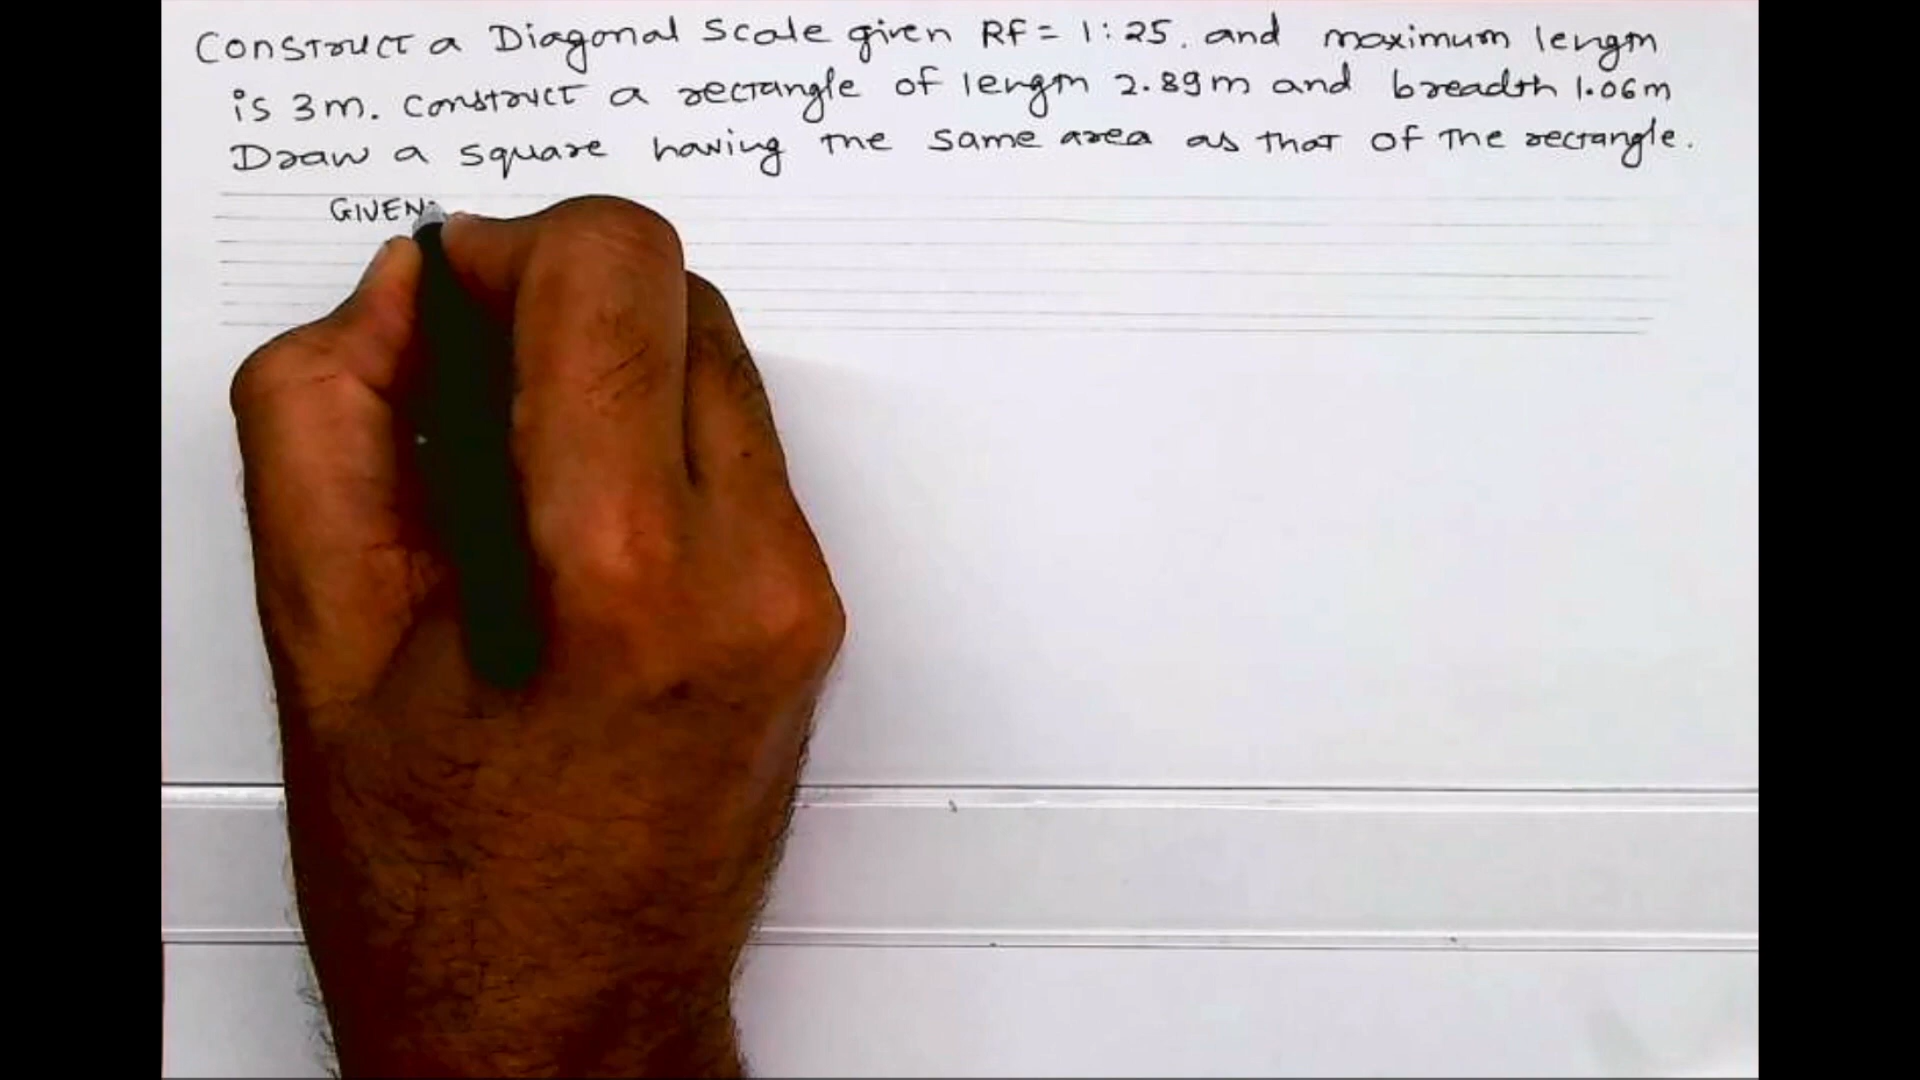 Construct a Diagonal Scale given RF = 1:25. and maximum length
is 3m. Construct a rectangle of length 2.89m and breadth 1.06m
Draw a square having the same area as that of the rectangle.
GIVEN: